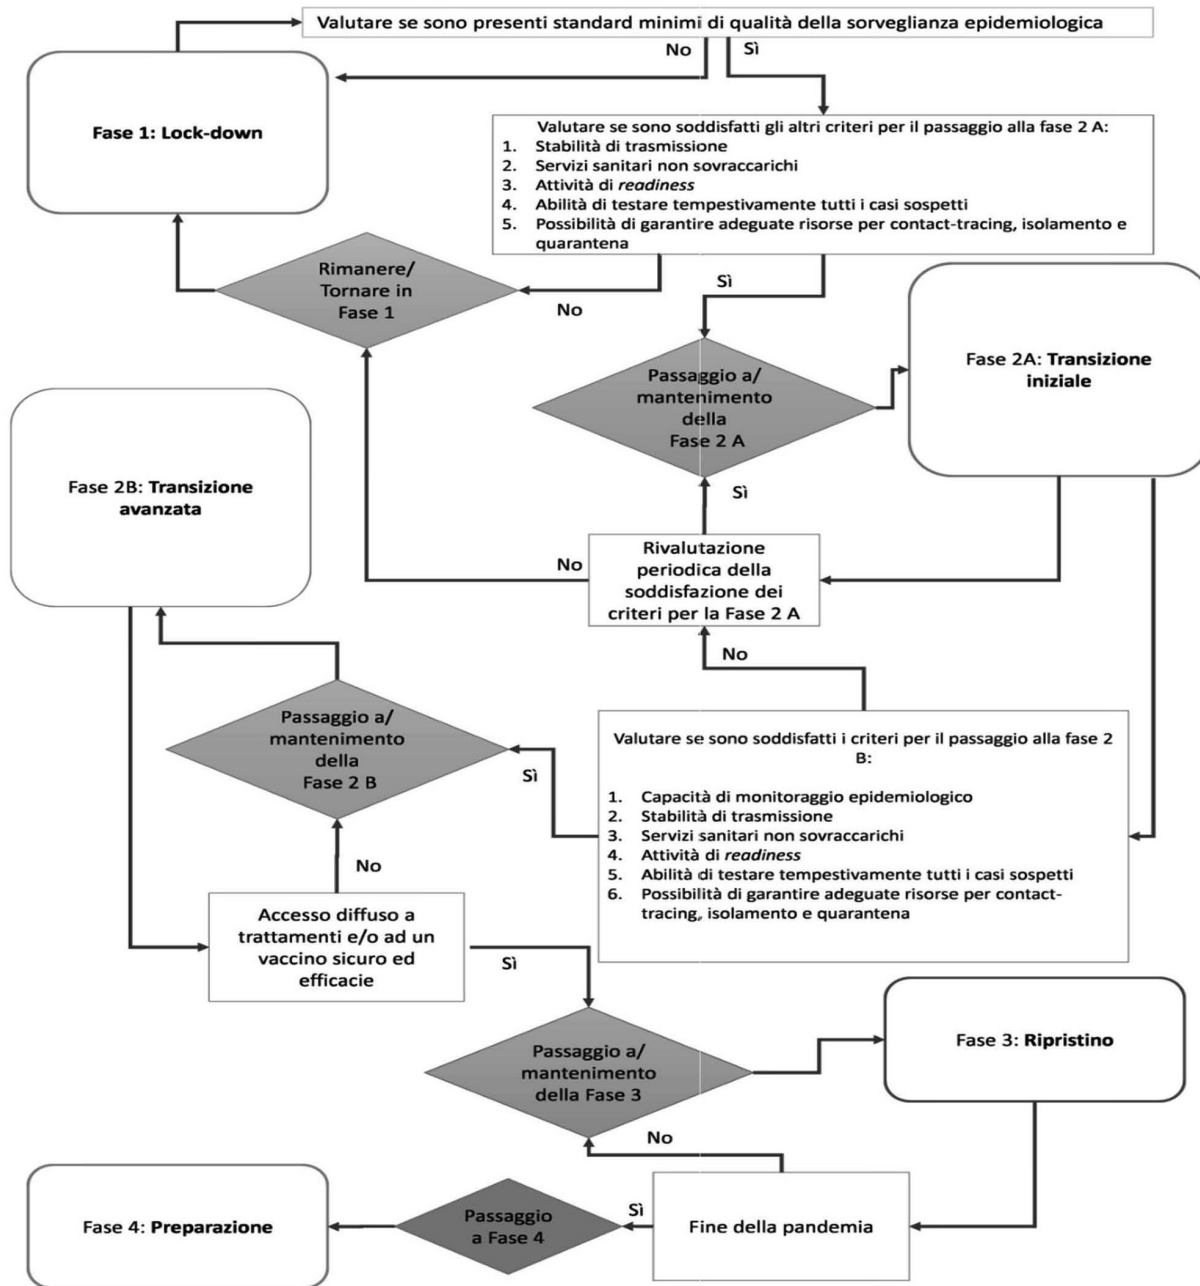 Valutare se sono presenti standard minimi di qualità della sorveglianza epidemiologica
No
Sì
Fase 1: Lock-down
Valutare se sono soddisfatti gli altri criteri per il passaggio alla fase 2 A:
1. Stabilità di trasmissione
2. Servizi sanitari non sovraccarichi
3. Attività di readiness
4. Abilità di testare tempestivamente tutti i casi sospetti
5. Possibilità di garantire adeguate risorse per contact-tracing, isolamento e
quarantena
Rimanere/
Tornare in
Fase 1
No
Sì
Passaggio a/
mantenimento
della
Fase 2 A
Fase 2A: Transizione
iniziale
Fase 2B: Transizione
avanzata
Sì
No
Rivalutazione
periodica della
soddisfazione dei
criteri per la Fase 2 A
No
Passaggio a/
mantenimento
della
Fase 2 B
Sì
Valutare se sono soddisfatti i criteri per il passaggio alla fase 2
B:
1. Capacità di monitoraggio epidemiologico
2. Stabilità di trasmissione
3. Servizi sanitari non sovraccarichi
4. Attività di readiness
5. Abilità di testare tempestivamente tutti i casi sospetti
6. Possibilità di garantire adeguate risorse per contact-
tracing, isolamento e quarantena
No
Accesso diffuso a
trattamenti e/o ad un
vaccino sicuro ed
efficacie
Sì
Passaggio a/
mantenimento
della Fase 3
Fase 3: Ripristino
No
Fase 4: Preparazione
Passaggio
a Fase 4
Sì
Fine della pandemia